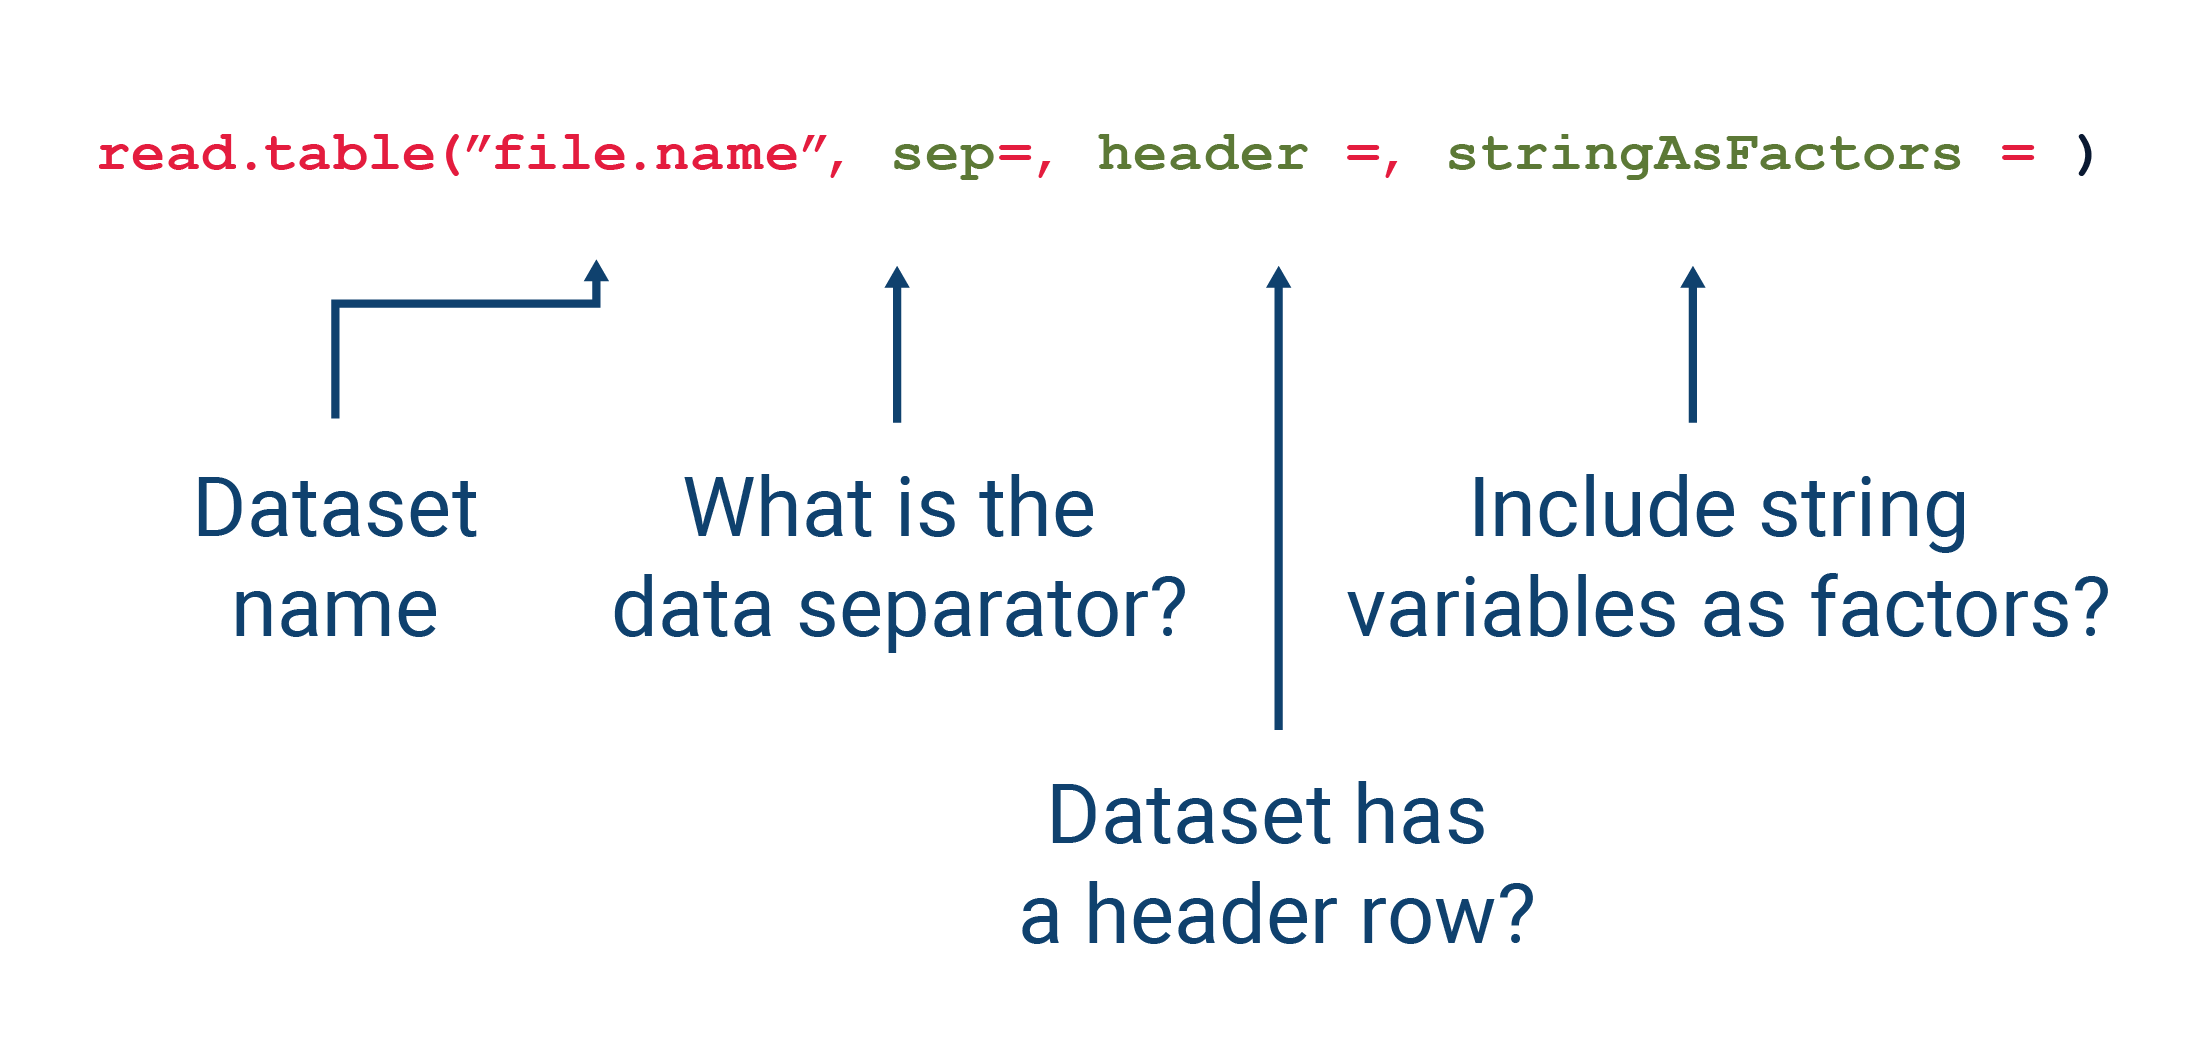 read.table(”file.name”, sep=, header =, stringAsFactors = )
Dataset
name
What is the
data separator?
Include string
variables as factors?
Dataset has
a header row?